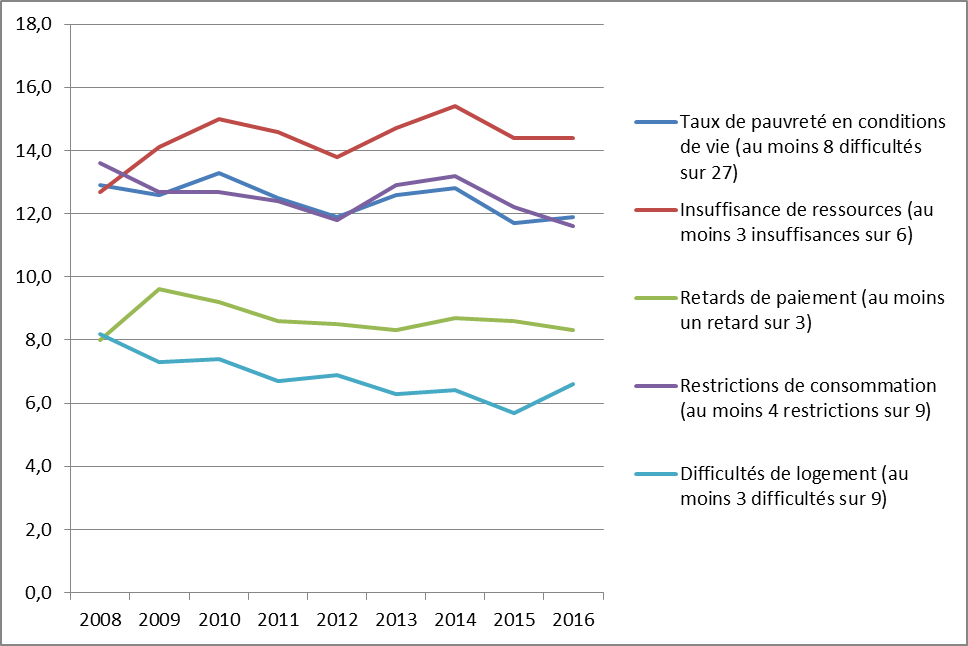 18,0
16,0
14,0
12,0
10,0
8,0
6,0
4,0
2,0
0,0
2008 2009 2010 2011 2012 2013 2014 2015 2016
Taux de pauvreté en conditions
de vie (au moins 8 difficultés
sur 27)
Insuffisance de ressources (au
moins 3 insuffisances sur 6)
Retards de paiement (au moins
un retard sur 3)
Restrictions de consommation
(au moins 4 restrictions sur 9)
Difficultés de logement (au
moins 3 difficultés sur 9)